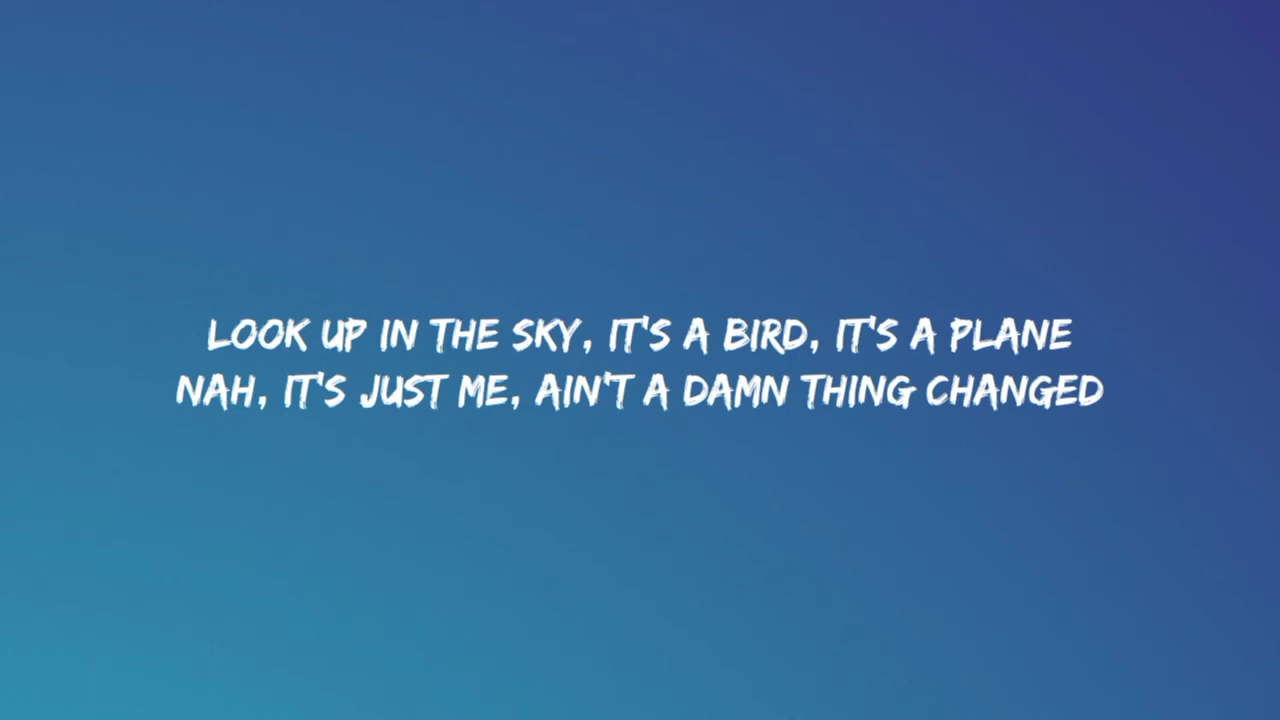 LOOK UP IN THE SKY, IT'S A BIRD, IT'S A PLANE
NAH, IT'S JUST ME, AIN'T A DAMN THING CHANGED